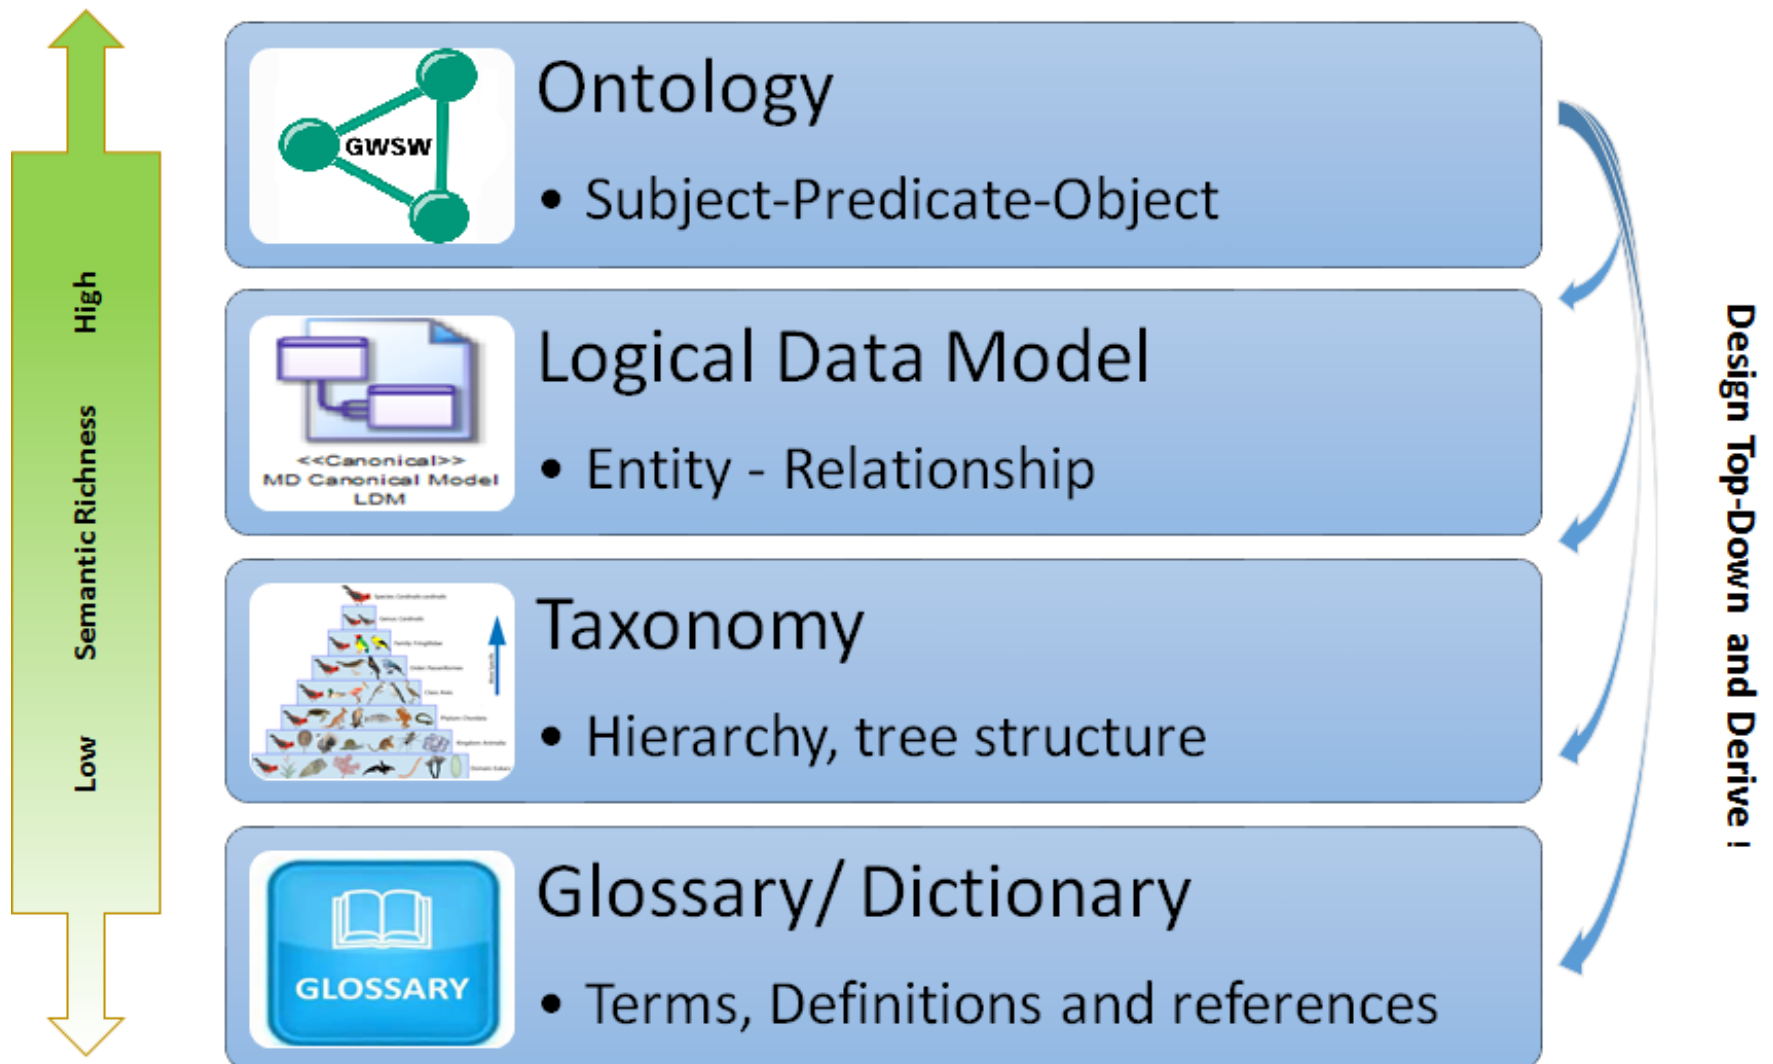 Ontology
GWSW
• Subject-Predicate-Object
High
Logical Data Model
<<Canonical>>
MD Canonical Model
LDM
• Entity - Relationship
Semantic Richness
Taxonomy
• Hierarchy, tree structure
Low
Glossary/ Dictionary
GLOSSARY
• Terms, Definitions and references
Design Top-Down and Derive !